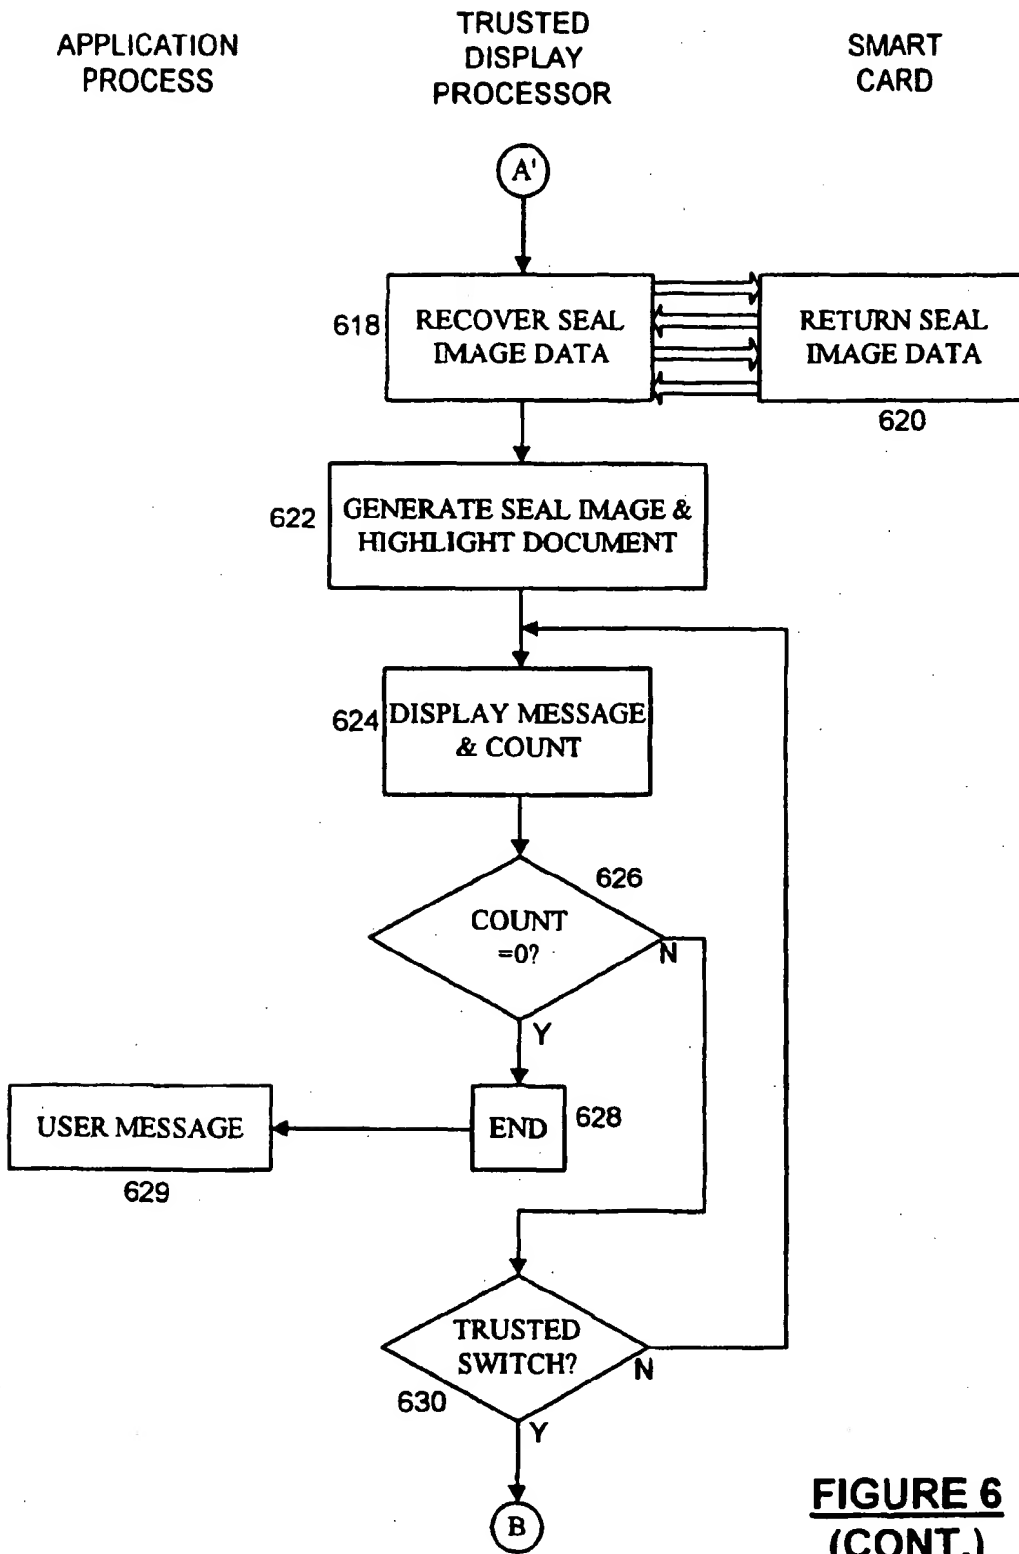 APPLICATION
PROCESS
TRUSTED
DISPLAY
PROCESSOR
SMART
CARD
A'
618
RECOVER SEAL
IMAGE DATA
RETURN SEAL
IMAGE DATA
620
622
GENERATE SEAL IMAGE &
HIGHLIGHT DOCUMENT
624
DISPLAY MESSAGE
& COUNT
626
COUNT
=0?
N
Y
USER MESSAGE
629
END
628
TRUSTED
SWITCH?
N
630
Y
B
FIGURE 6
(CONT.)